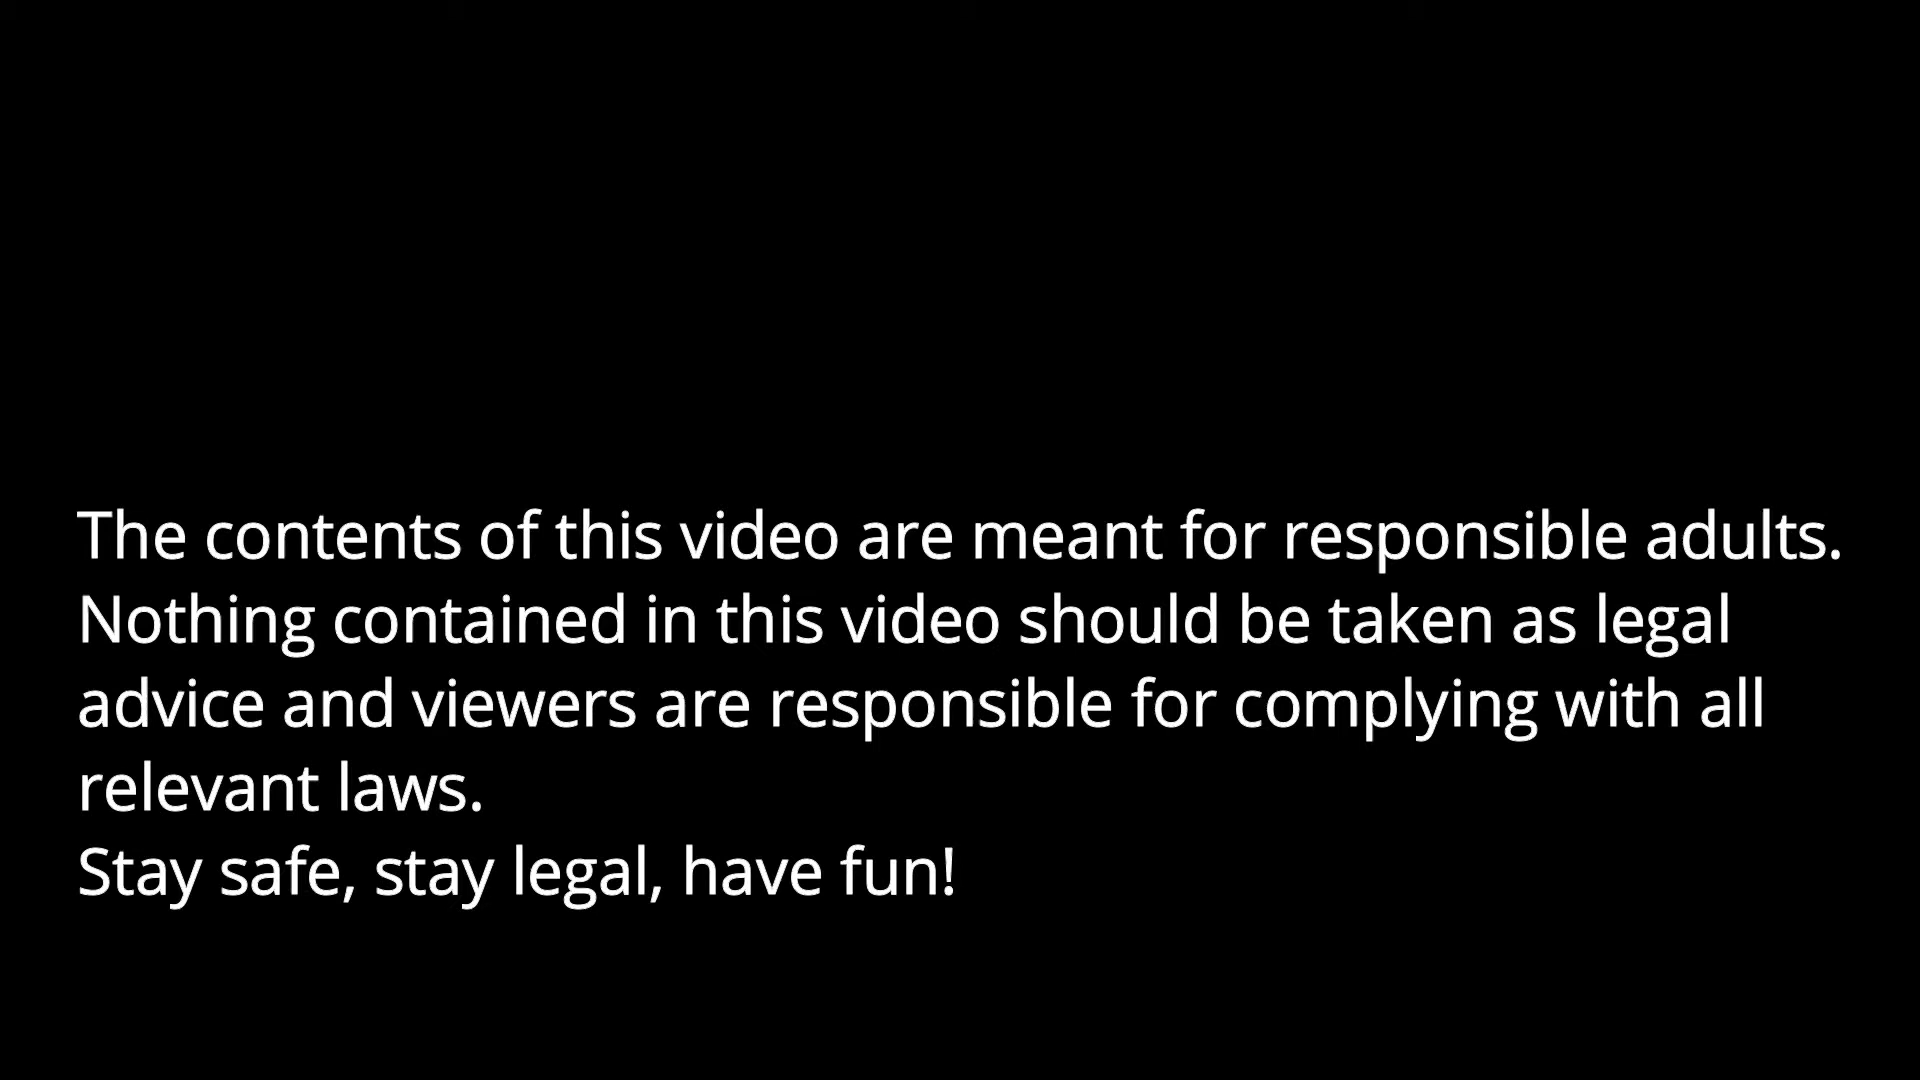 The contents of this video are meant for responsible adults.
Nothing contained in this video should be taken as legal
advice and viewers are responsible for complying with all
relevant laws.
Stay safe, stay legal, have fun!